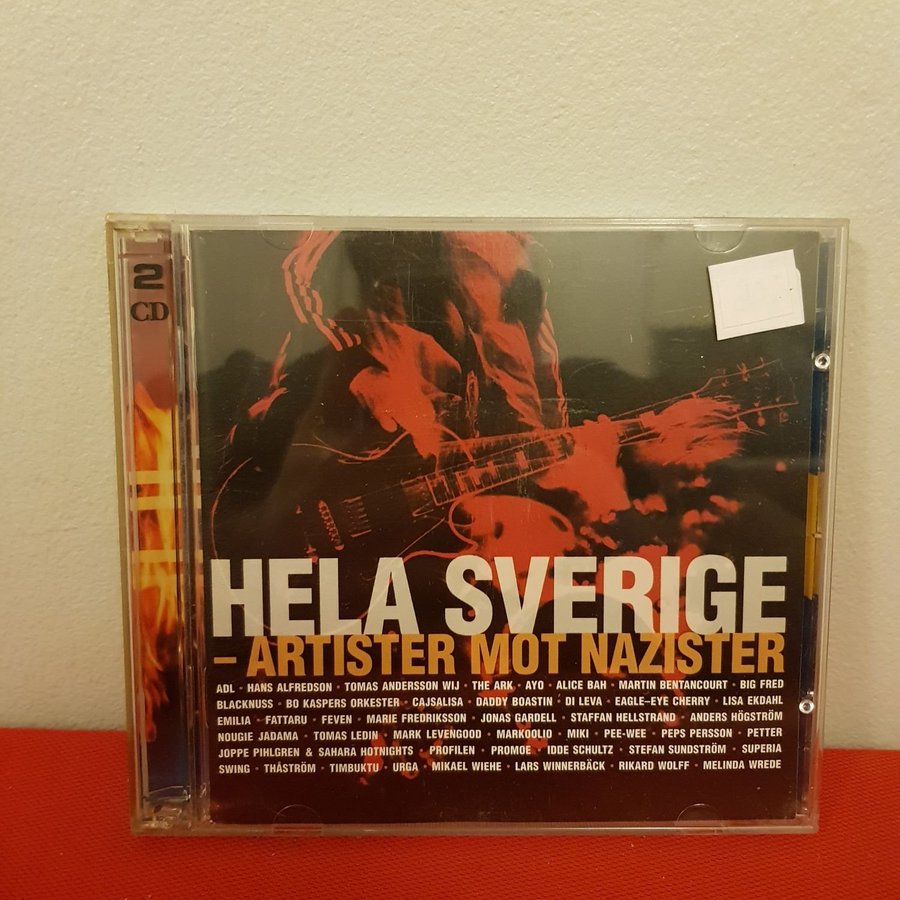 2
CD
HELA SVERIGE
– ARTISTER MOT NAZISTER
ADL • HANS ALFREDSON • TOMAS ANDERSSON WIJ • THE ARK • AYO • ALICE BAH • MARTIN BENTANCOURT • BIG FRED
BLACKNUSS • BO KASPERS ORKESTER • CAJSALISA • DADDY BOASTIN • DI LEVA • EAGLE–EYE CHERRY • LISA EKDAHL
EMILIA • FATTARU • FEVEN • MARIE FREDRIKSSON • JONAS GARDELL • STAFFAN HELLSTRAND • ANDERS HÖGSTRÖM
NOUGIE JADAMA • TOMAS LEDIN • MARK LEVENGOOD • MARKOOLIO • MIKI • PEE-WEE • PEPS PERSSON • PETTER
JOPPE PIHLGREN & SAHARA HOTNIGHTS • PROFILEN • PROMOE • IDDE SCHULTZ • STEFAN SUNDSTRÖM • SUPERIA
SWING • THÅSTRÖM • TIMBUKTU • URGA • MIKAEL WIEHE • LARS WINNERBÄCK • RIKARD WOLFF • MELINDA WREDE